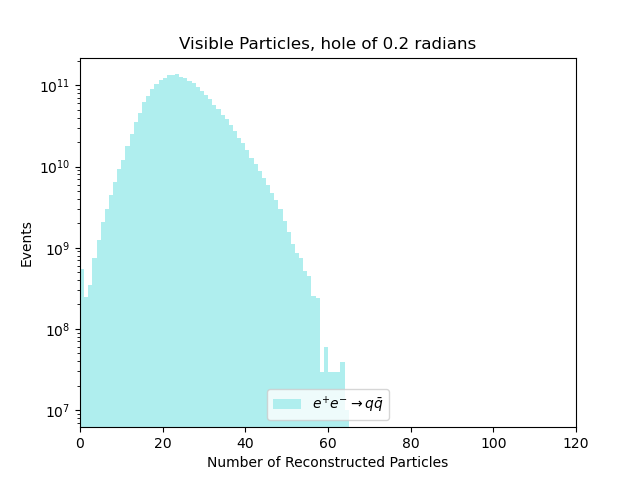 Visible Particles, hole of 0.2 radians
Events
10¹¹
10¹⁰
10⁹
10⁸
10⁷
e⁺e⁻ → qq̄
0 20 40 60 80 100 120
Number of Reconstructed Particles